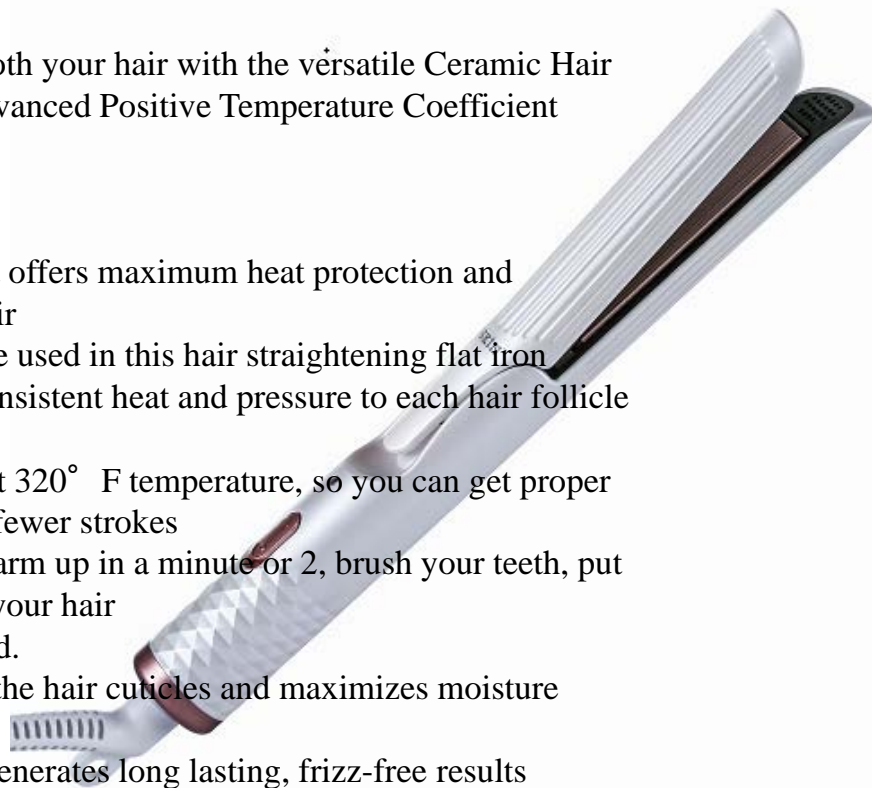 oth your hair with the versatile Ceramic Hair
vanced Positive Temperature Coefficient
offers maximum heat protection and
ir
e used in this hair straightening flat iron
nsistent heat and pressure to each hair follicle
t 320° F temperature, so you can get proper
fewer strokes
arm up in a minute or 2, brush your teeth, put
your hair
d.
the hair cuticles and maximizes moisture
enerates long lasting, frizz-free results